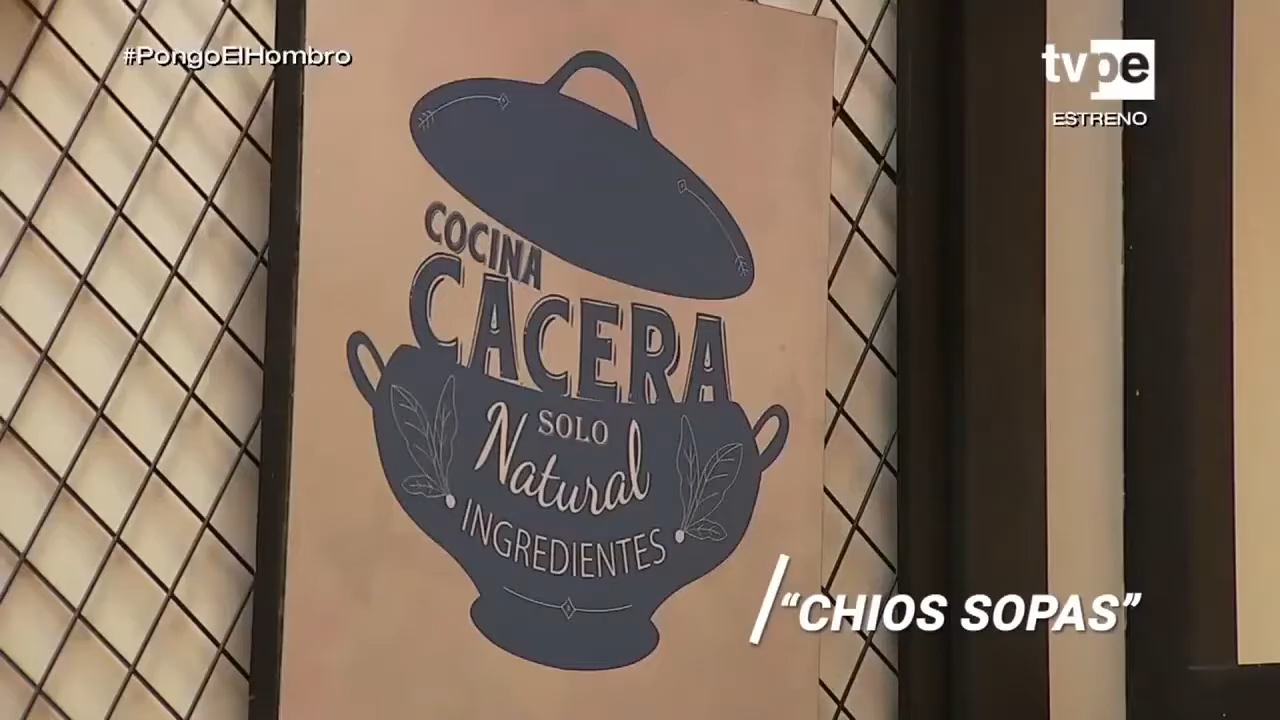 #PongoElHombro
tvpe
ESTRENO
COCINA
CACERA
SOLO
Natural
INGREDIENTES
"CHIOS SOPAS"